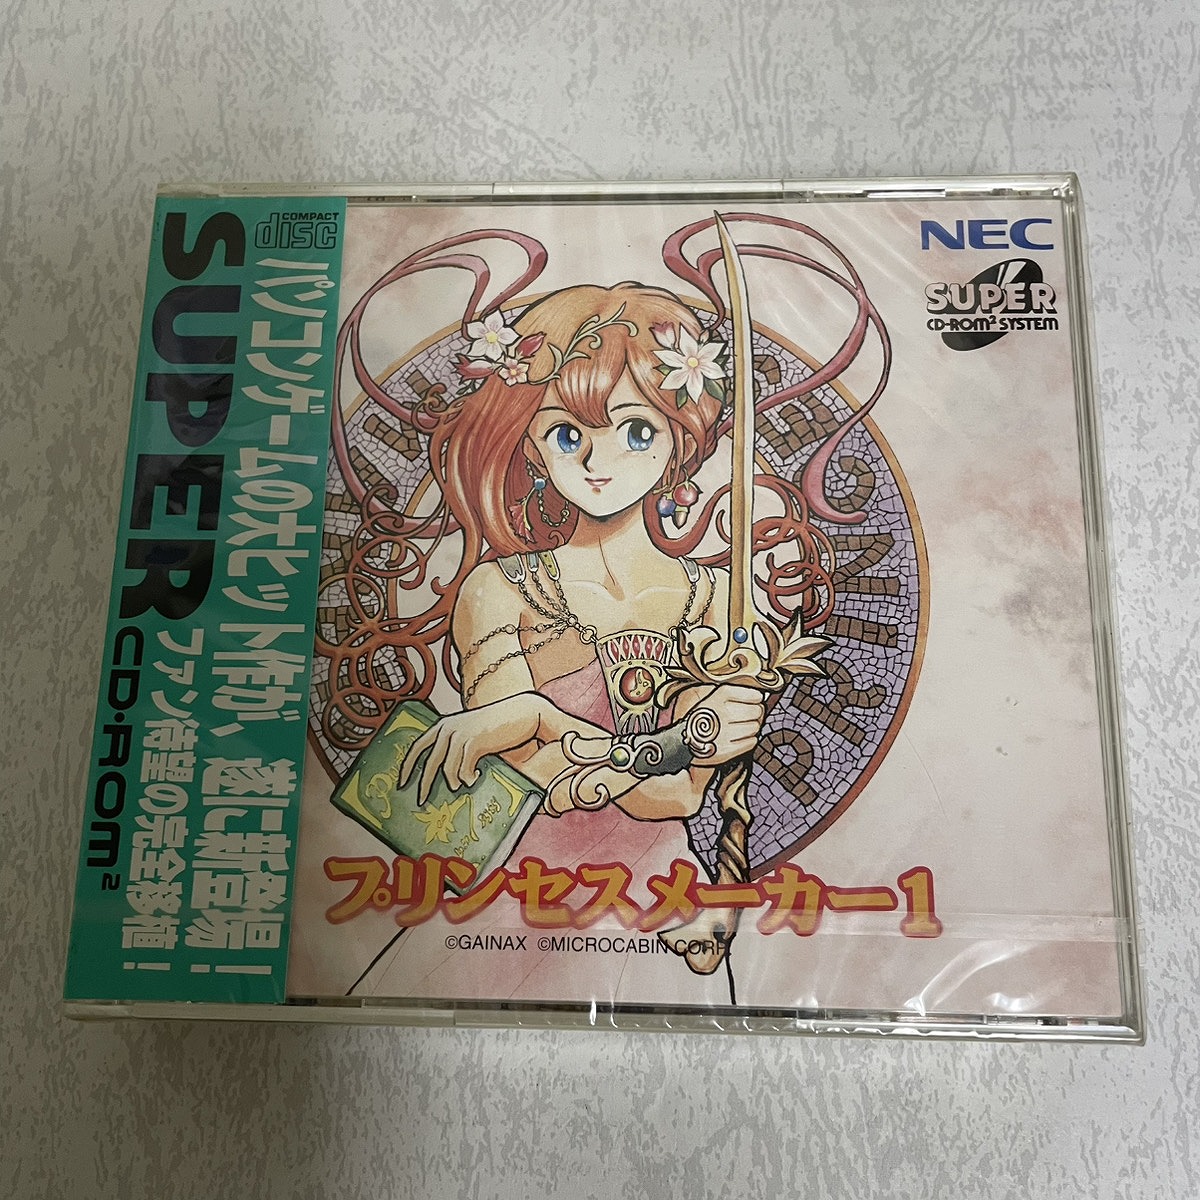 COMPACT
disc
SUPER CD-ROM²
パソコンゲームの大ヒット作が、遂に新登場!
ファン待望の完全移植!
NEC
SUPER
CD-ROM² SYSTEM
PRINCESS
プリンセスメーカー1
©GAINAX ©MICROCABIN CORP.